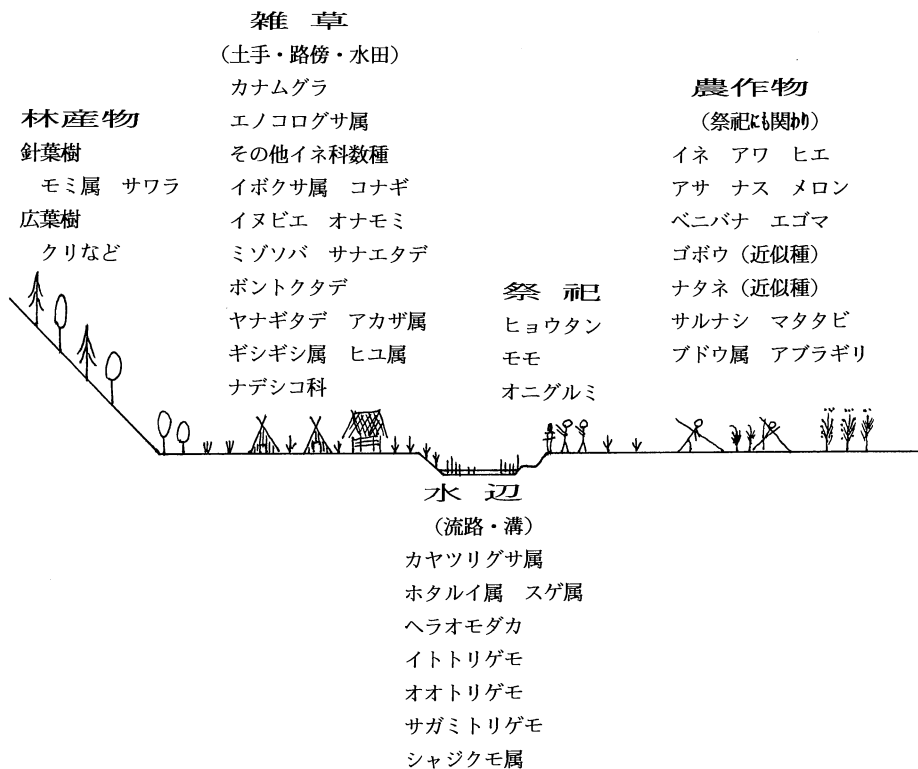 林産物
針葉樹
モミ属　サワラ
広葉樹
クリなど
雑草
(土手・路傍・水田)
カナムグラ
エノコログサ属
その他イネ科数種
イボクサ属　コナギ
イヌビエ　オナモミ
ミゾソバ　サナエタデ
ボントクタデ
ヤナギタデ　アカザ属
ギシギシ属　ヒユ属
ナデシコ科
祭祀
ヒョウタン
モモ
オニグルミ
農作物
(祭祀にも関わり)
イネ　アワ　ヒエ
アサ　ナス　メロン
ベニバナ　エゴマ
ゴボウ(近似種)
ナタネ(近似種)
サルナシ　マタタビ
ブドウ属　アブラギリ
水辺
(流路・溝)
カヤツリグサ属
ホタルイ属　スゲ属
ヘラオモダカ
イトトリゲモ
オオトリゲモ
サガミトリゲモ
シャジクモ属